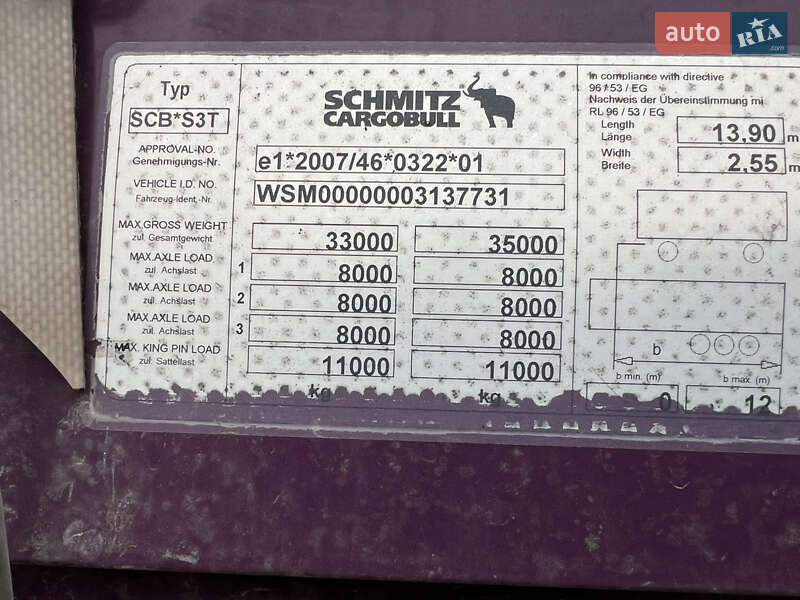 auto RIA
Typ
SCB*S3T
SCHMITZ
CARGOBULL
APPROVAL-NO.
Genehmigungs-Nr.
e1*2007/46*0322*01
VEHICLE I.D. NO.
Fahrzeug-Ident.-Nr.
WSM00000003137731
MAX.GROSS WEIGHT
zul. Gesamtgewicht
33000 35000
MAX.AXLE LOAD
zul. Achslast
1 8000 8000
MAX.AXLE LOAD
zul. Achslast
2 8000 8000
MAX.AXLE LOAD
zul. Achslast
3 8000 8000
MAX. KING PIN LOAD
zul. Sattellast
11000 11000
kg kg
In compliance with directive
96 / 53 / EG
Nachweis der Übereinstimmung mi
RL 96 / 53 / EG
Length
Länge
13,90 m
Width
Breite
2,55 m
b
b min. (m) b max. (m)
0 12